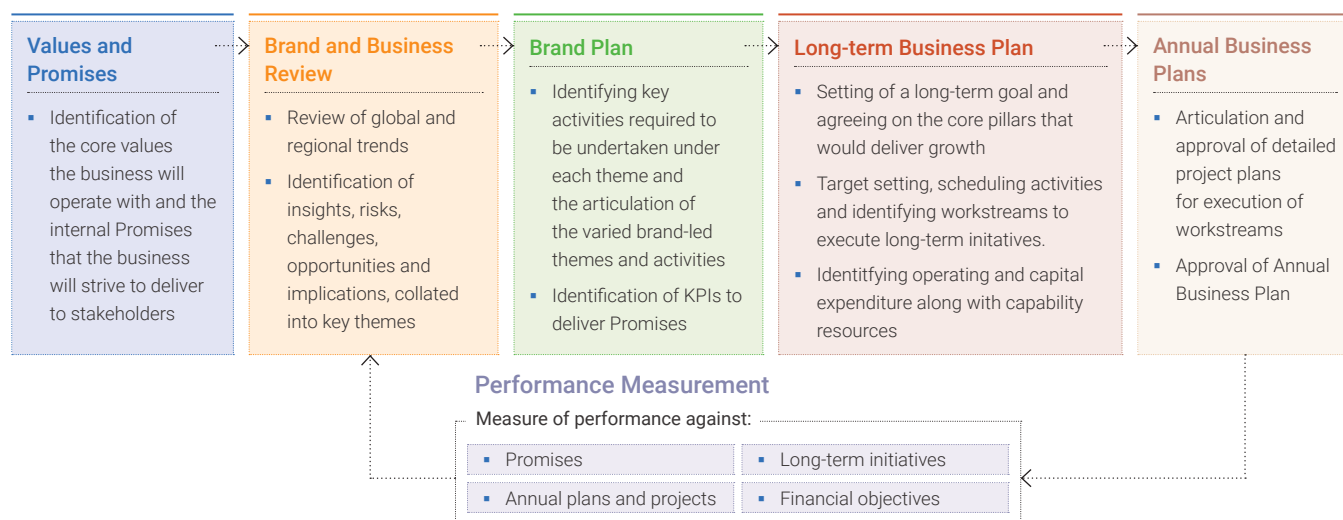 Values and
Promises
Identification of
the core values
the business will
operate with and the
internal Promises
that the business
will strive to deliver
to stakeholders
Brand and Business
Review
Review of global and
regional trends
Identification of
insights, risks,
challenges,
opportunities and
implications, collated
into key themes
Brand Plan
Identifying key
activities required to
be undertaken under
each theme and
the articulation of
the varied brand-led
themes and activities
Identification of KPIs to
deliver Promises
Long-term Business Plan
Setting of a long-term goal and
agreeing on the core pillars that
would deliver growth
Target setting, scheduling activities
and identifying workstreams to
execute long-term initatives.
Identitfying operating and capital
expenditure along with capability
resources
Annual Business
Plans
Articulation and
approval of detailed
project plans
for execution of
workstreams
Approval of Annual
Business Plan
Performance Measurement
Measure of performance against:
Promises
Long-term initiatives
Annual plans and projects
Financial objectives